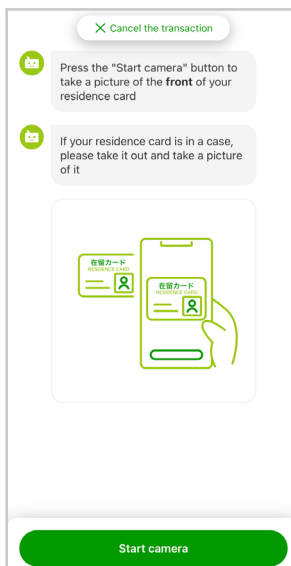 Cancel the transaction
Press the "Start camera" button to
take a picture of the front of your
residence card
If your residence card is in a case,
please take it out and take a picture
of it
在留カード
RESIDENCE CARD
在留カード
RESIDENCE CARD
Start camera